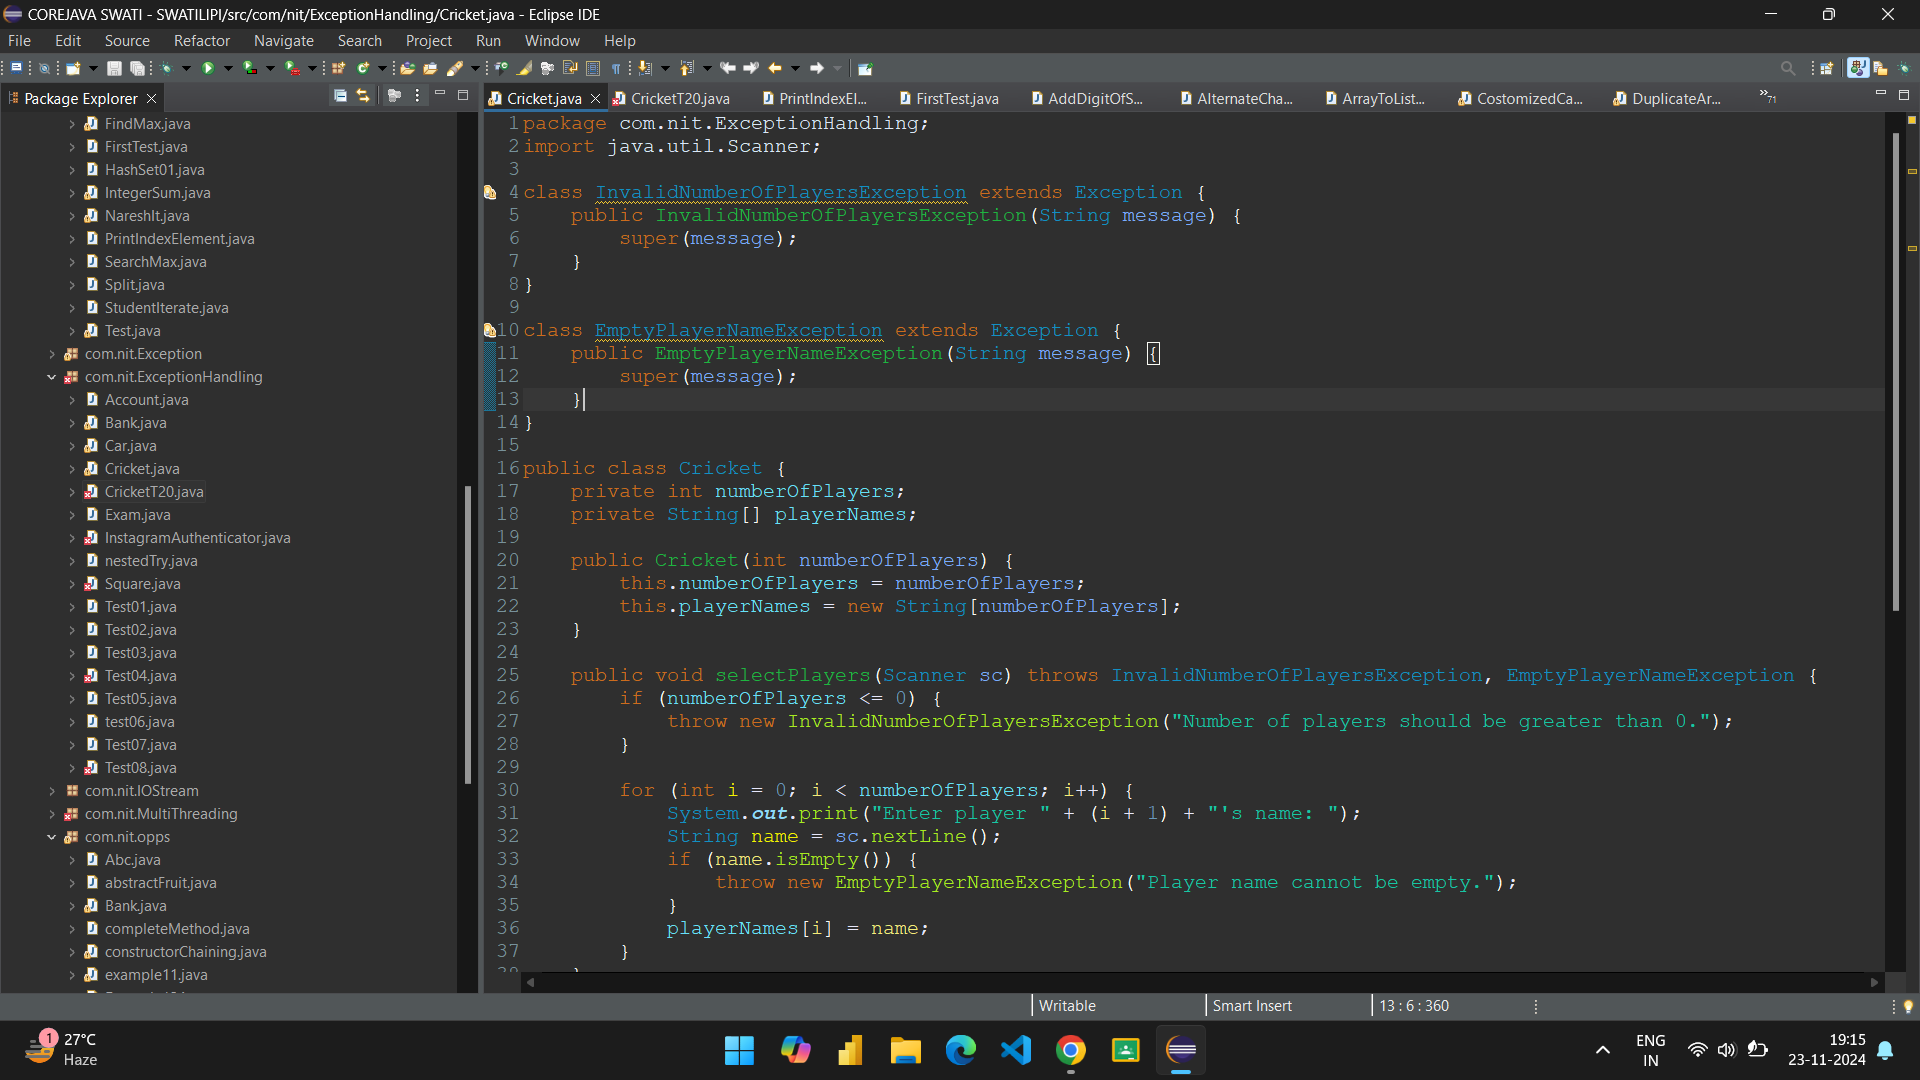 COREJAVA SWATI - SWATILIPI/src/com/nit/ExceptionHandling/Cricket.java - Eclipse IDE
File Edit Source Refactor Navigate Search Project Run Window Help
Package Explorer
FindMax.java
FirstTest.java
HashSet01.java
IntegerSum.java
NareshIt.java
PrintIndexElement.java
SearchMax.java
Split.java
StudentIterate.java
Test.java
com.nit.Exception
com.nit.ExceptionHandling
Account.java
Bank.java
Car.java
Cricket.java
CricketT20.java
Exam.java
InstagramAuthenticator.java
nestedTry.java
Square.java
Test01.java
Test02.java
Test03.java
Test04.java
Test05.java
test06.java
Test07.java
Test08.java
com.nit.IOStream
com.nit.MultiThreading
com.nit.opps
Abc.java
abstractFruit.java
Bank.java
completeMethod.java
constructorChaining.java
example11.java
Cricket.java CricketT20.java PrintIndexEl... FirstTest.java AddDigitOfS... AlternateCha... ArrayToList... CostomizedCa... DuplicateAr... 71
1 package com.nit.ExceptionHandling;
2 import java.util.Scanner;
3
4 class InvalidNumberOfPlayersException extends Exception {
5     public InvalidNumberOfPlayersException(String message) {
6         super(message);
7     }
8 }
9
10 class EmptyPlayerNameException extends Exception {
11     public EmptyPlayerNameException(String message) {
12         super(message);
13     }
14 }
15
16 public class Cricket {
17     private int numberOfPlayers;
18     private String[] playerNames;
19
20     public Cricket(int numberOfPlayers) {
21         this.numberOfPlayers = numberOfPlayers;
22         this.playerNames = new String[numberOfPlayers];
23     }
24
25     public void selectPlayers(Scanner sc) throws InvalidNumberOfPlayersException, EmptyPlayerNameException {
26         if (numberOfPlayers <= 0) {
27             throw new InvalidNumberOfPlayersException("Number of players should be greater than 0.");
28         }
29
30         for (int i = 0; i < numberOfPlayers; i++) {
31             System.out.print("Enter player " + (i + 1) + "'s name: ");
32             String name = sc.nextLine();
33             if (name.isEmpty()) {
34                 throw new EmptyPlayerNameException("Player name cannot be empty.");
35             }
36             playerNames[i] = name;
37         }
Writable Smart Insert 13 : 6 : 360
1
27°C
Haze
ENG
IN
19:15
23-11-2024